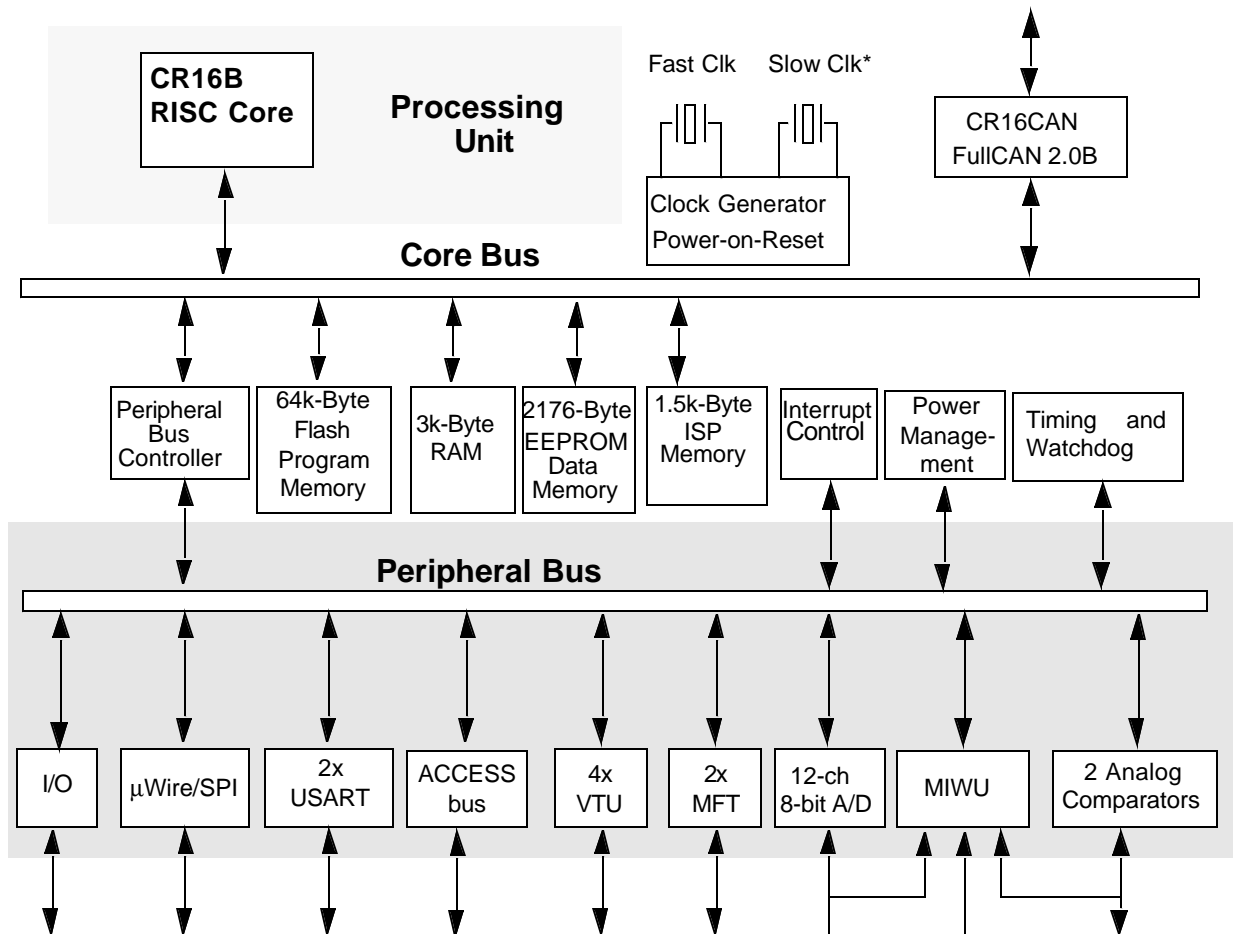 CR16B
RISC Core
Processing
Unit
Fast Clk
Slow Clk*
Clock Generator
Power-on-Reset
CR16CAN
FullCAN 2.0B
Core Bus
Peripheral
Bus
Controller
64k-Byte
Flash
Program
Memory
3k-Byte
RAM
2176-Byte
EEPROM
Data
Memory
1.5k-Byte
ISP
Memory
Interrupt
Control
Power
Manage-
ment
Timing and
Watchdog
Peripheral Bus
I/O
µWire/SPI
2x
USART
ACCESS
bus
4x
VTU
2x
MFT
12-ch
8-bit A/D
MIWU
2 Analog
Comparators